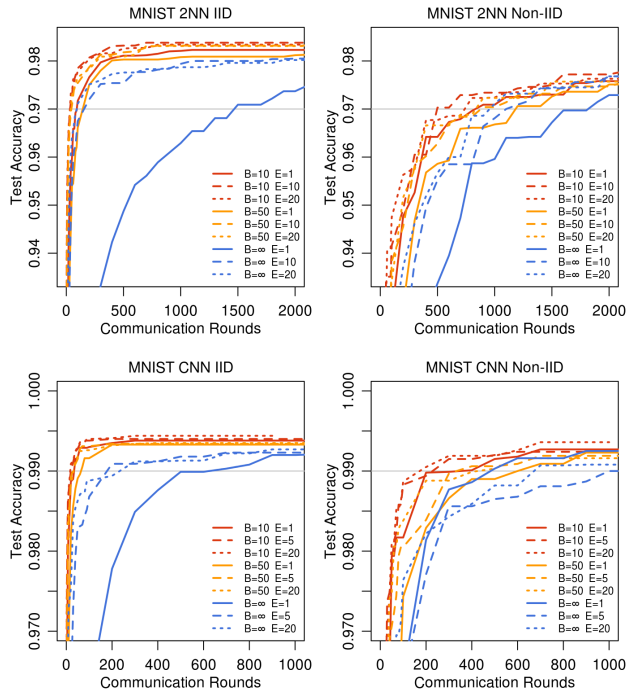 MNIST 2NN IID
Test Accuracy
0.94 0.95 0.96 0.97 0.98
B=10 E=1
B=10 E=10
B=10 E=20
B=50 E=1
B=50 E=10
B=50 E=20
B=∞ E=1
B=∞ E=10
B=∞ E=20
0 500 1000 1500 2000
Communication Rounds
MNIST 2NN Non-IID
Test Accuracy
0.94 0.95 0.96 0.97 0.98
B=10 E=1
B=10 E=10
B=10 E=20
B=50 E=1
B=50 E=10
B=50 E=20
B=∞ E=1
B=∞ E=10
B=∞ E=20
0 500 1000 1500 2000
Communication Rounds
MNIST CNN IID
Test Accuracy
0.970 0.980 0.990 1.000
B=10 E=1
B=10 E=5
B=10 E=20
B=50 E=1
B=50 E=5
B=50 E=20
B=∞ E=1
B=∞ E=5
B=∞ E=20
0 200 400 600 800 1000
Communication Rounds
MNIST CNN Non-IID
Test Accuracy
0.970 0.980 0.990 1.000
B=10 E=1
B=10 E=5
B=10 E=20
B=50 E=1
B=50 E=5
B=50 E=20
B=∞ E=1
B=∞ E=5
B=∞ E=20
0 200 400 600 800 1000
Communication Rounds